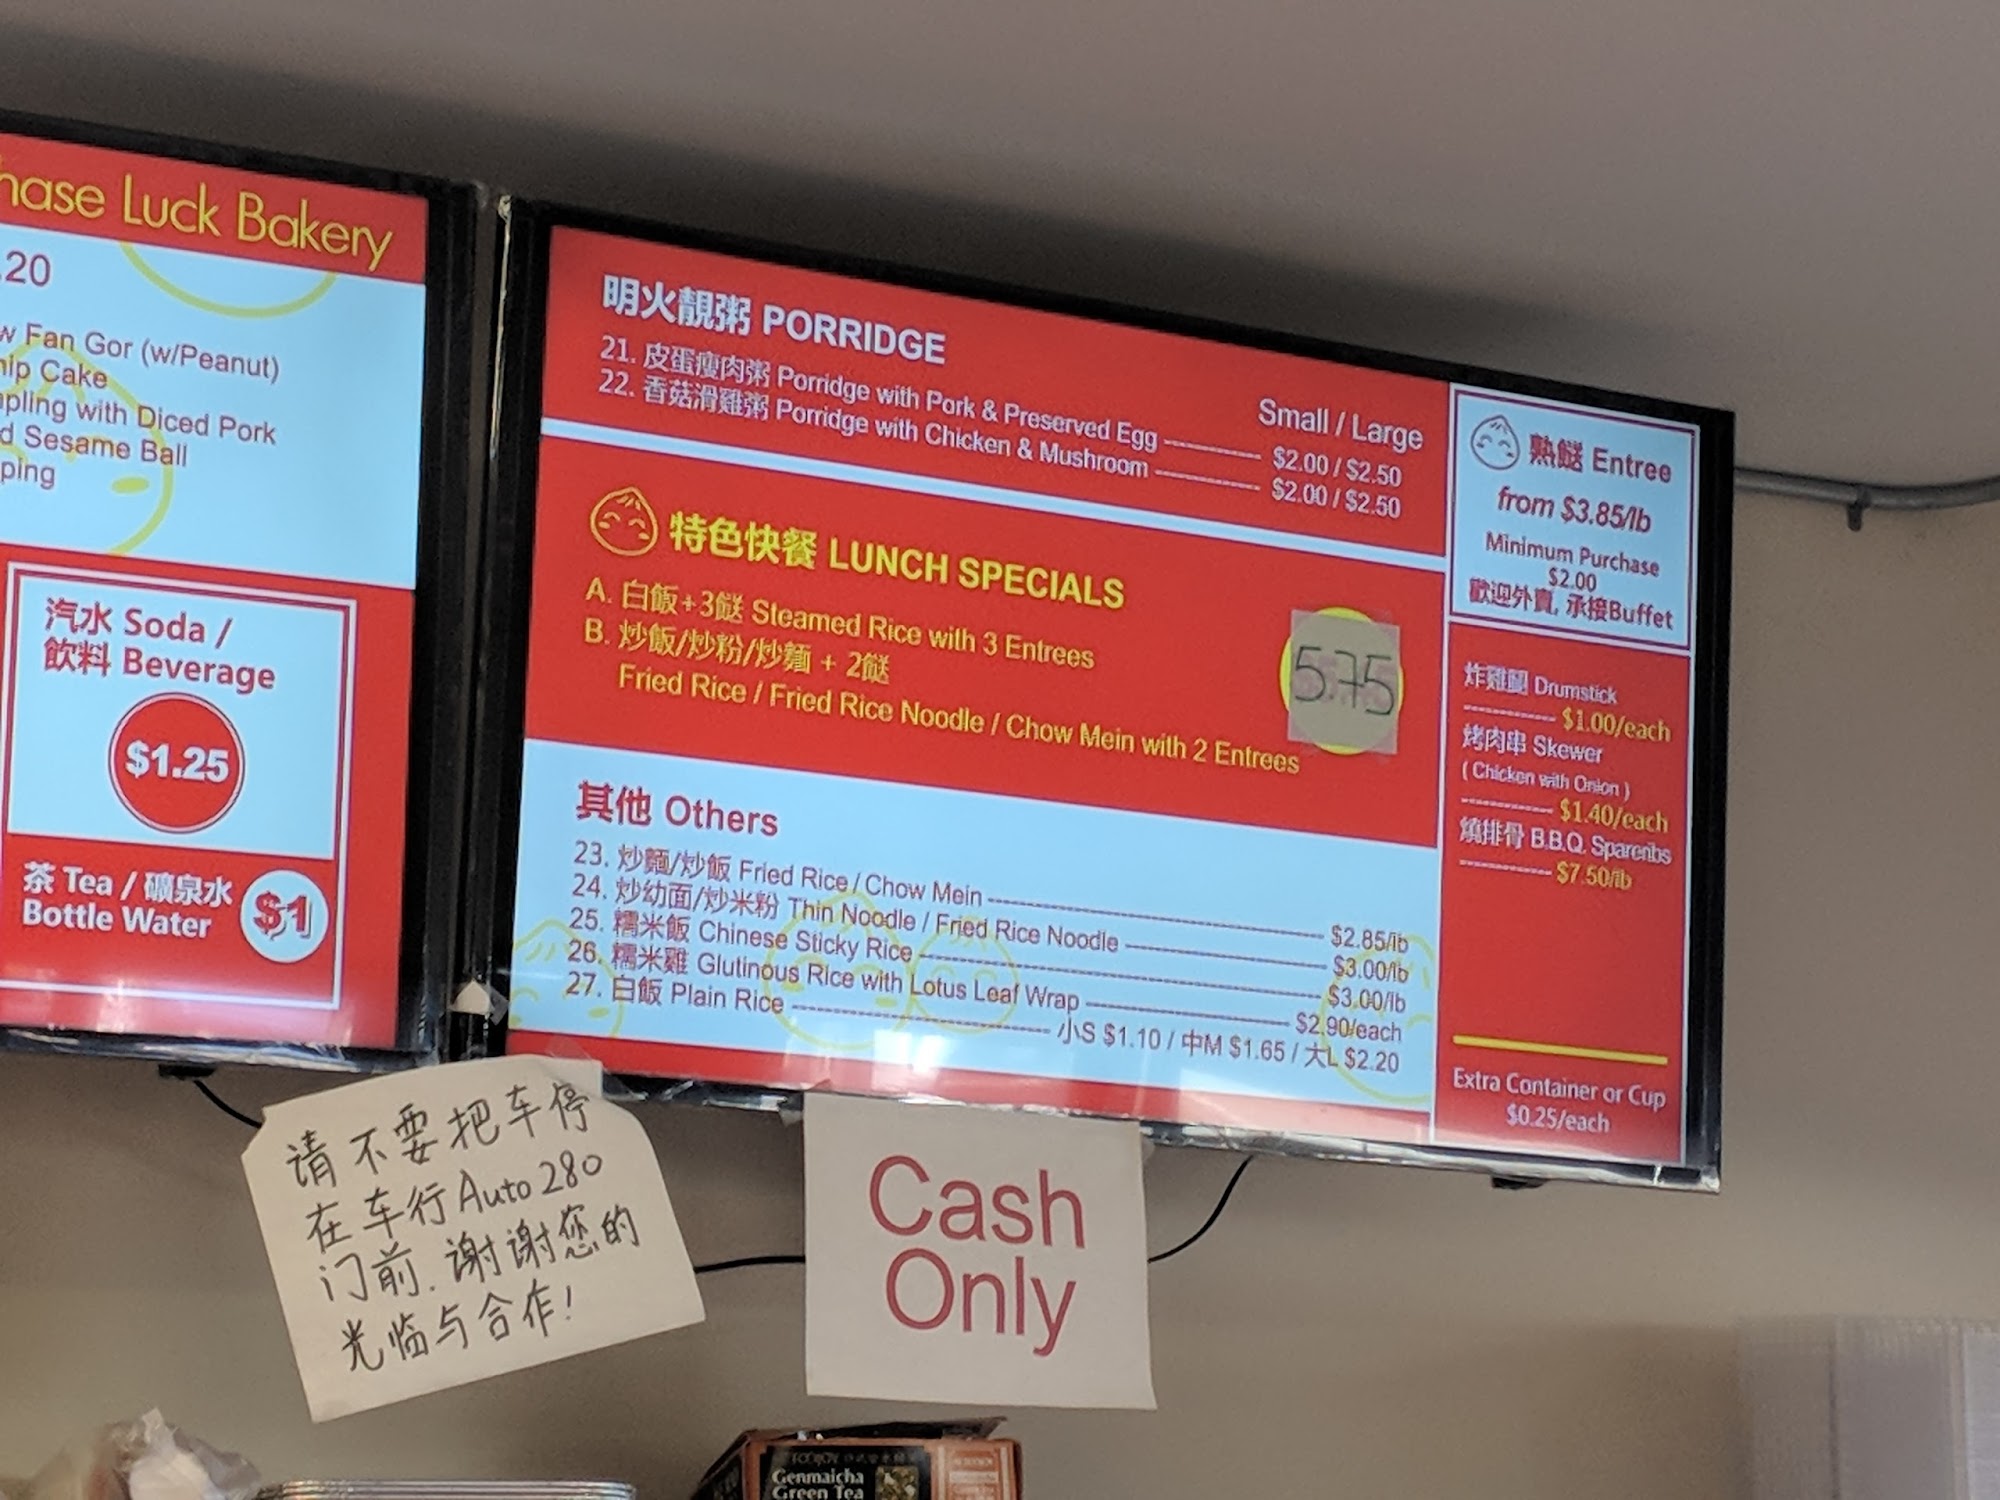 hase Luck Bakery
.20
w Fan Gor (w/Peanut)
hip Cake
mpling with Diced Pork
d Sesame Ball
ping
汽水 Soda /
飲料 Beverage
$1.25
茶 Tea / 礦泉水
Bottle Water
$1
明火靚粥 PORRIDGE
Small / Large
21. 皮蛋瘦肉粥 Porridge with Pork & Preserved Egg ---------- $2.00 / $2.50
22. 香菇滑雞粥 Porridge with Chicken & Mushroom ---------- $2.00 / $2.50
特色快餐 LUNCH SPECIALS
A. 白飯+3餸 Steamed Rice with 3 Entrees
B. 炒飯/炒粉/炒麵 + 2餸
Fried Rice / Fried Rice Noodle / Chow Mein with 2 Entrees
5.75
其他 Others
23. 炒麵/炒飯 Fried Rice / Chow Mein ---------- $2.85/lb
24. 炒幼面/炒米粉 Thin Noodle / Fried Rice Noodle ---------- $3.00/lb
25. 糯米飯 Chinese Sticky Rice ---------- $3.00/lb
26. 糯米雞 Glutinous Rice with Lotus Leaf Wrap ---------- $2.90/each
27. 白飯 Plain Rice ---------- 小S $1.10 / 中M $1.65 / 大L $2.20
熟餸 Entree
from $3.85/lb
Minimum Purchase
$2.00
歡迎外賣, 承接Buffet
炸雞腿 Drumstick
---------- $1.00/each
烤肉串 Skewer
( Chicken with Onion )
---------- $1.40/each
燒排骨 B.B.Q. Spareribs
---------- $7.50/lb
Extra Container or Cup
$0.25/each
请不要把车停
在车行Auto 280
门前. 谢谢您的
光临与合作!
Cash
Only
Genmaicha
Green Tea